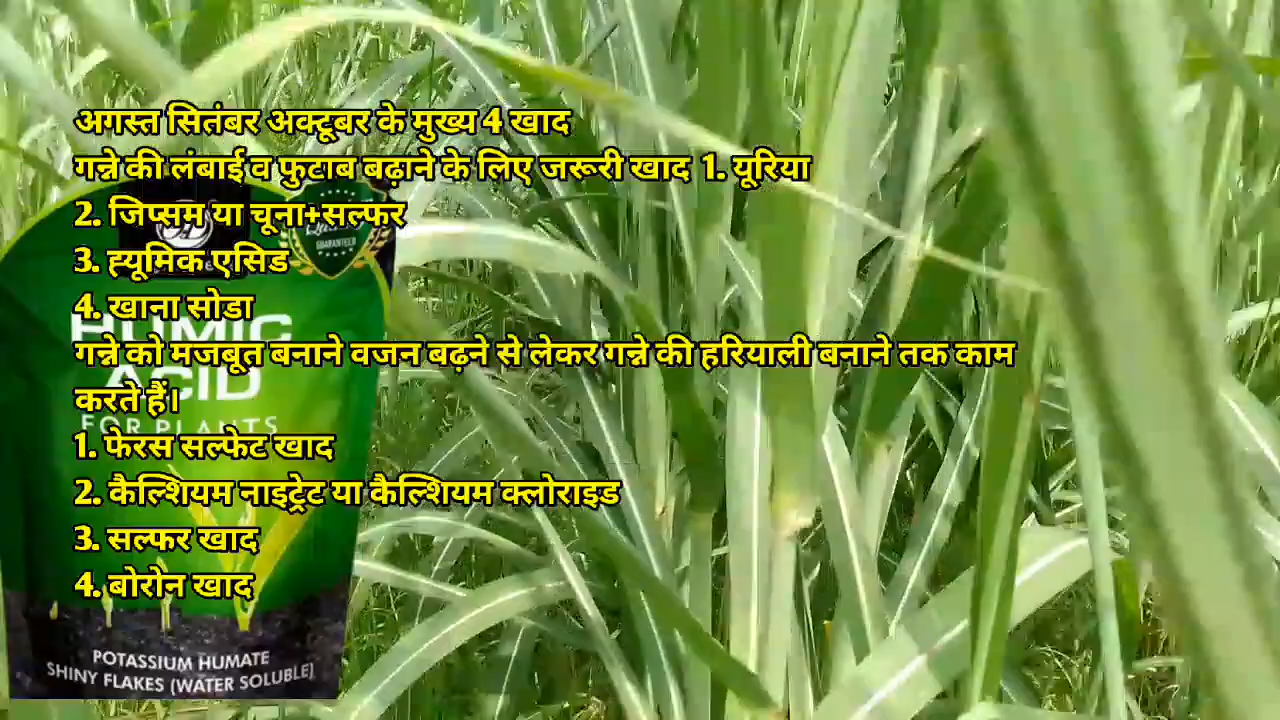 अगस्त सितंबर अक्टूबर के मुख्य 4 खाद
गन्ने की लंबाई व फुटाब बढ़ाने के लिए जरूरी खाद 1. यूरिया
2. जिप्सम या चूना+सल्फर
3. ह्यूमिक एसिड
4. खाना सोडा
गन्ने को मजबूत बनाने वजन बढ़ने से लेकर गन्ने की हरियाली बनाने तक काम
करते हैं।
1. फेरस सल्फेट खाद
2. कैल्शियम नाइट्रेट या कैल्शियम क्लोराइड
3. सल्फर खाद
4. बोरोन खाद
GUARANTEED
HUMIC
ACID
FOR PLANTS
POTASSIUM HUMATE
SHINY FLAKES (WATER SOLUBLE)